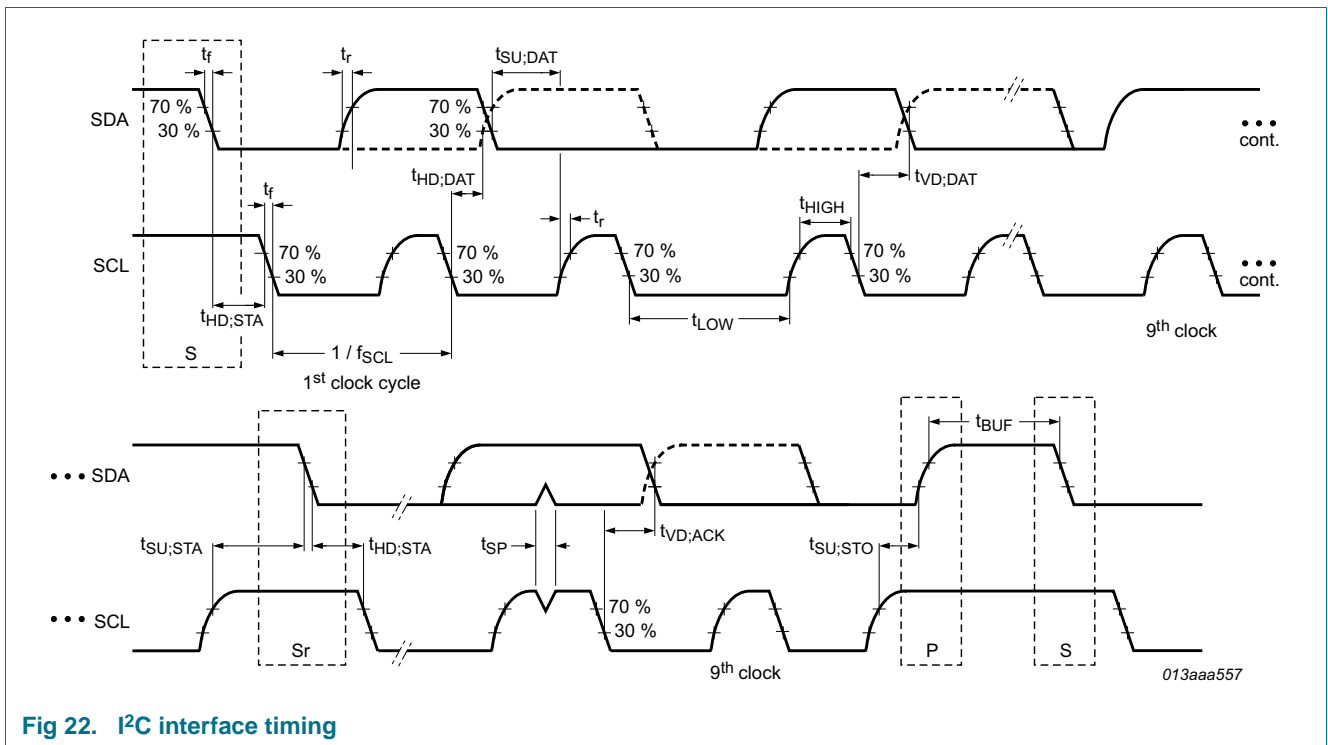 tf tr tSU;DAT
70 % 70 %
SDA
30 % 30 %
• • •
cont.
tHD;DAT tVD;DAT
tf tr tHIGH
70 % 70 % 70 %
SCL
30 % 30 % 30 %
• • •
cont.
tHD;STA tLOW
9th clock
S 1 / fSCL
1st clock cycle
tBUF
• • • SDA
tSU;STA tHD;STA tSP tVD;ACK tSU;STO
70 %
• • • SCL
30 %
Sr 9th clock P S
013aaa557
Fig 22. I2C interface timing